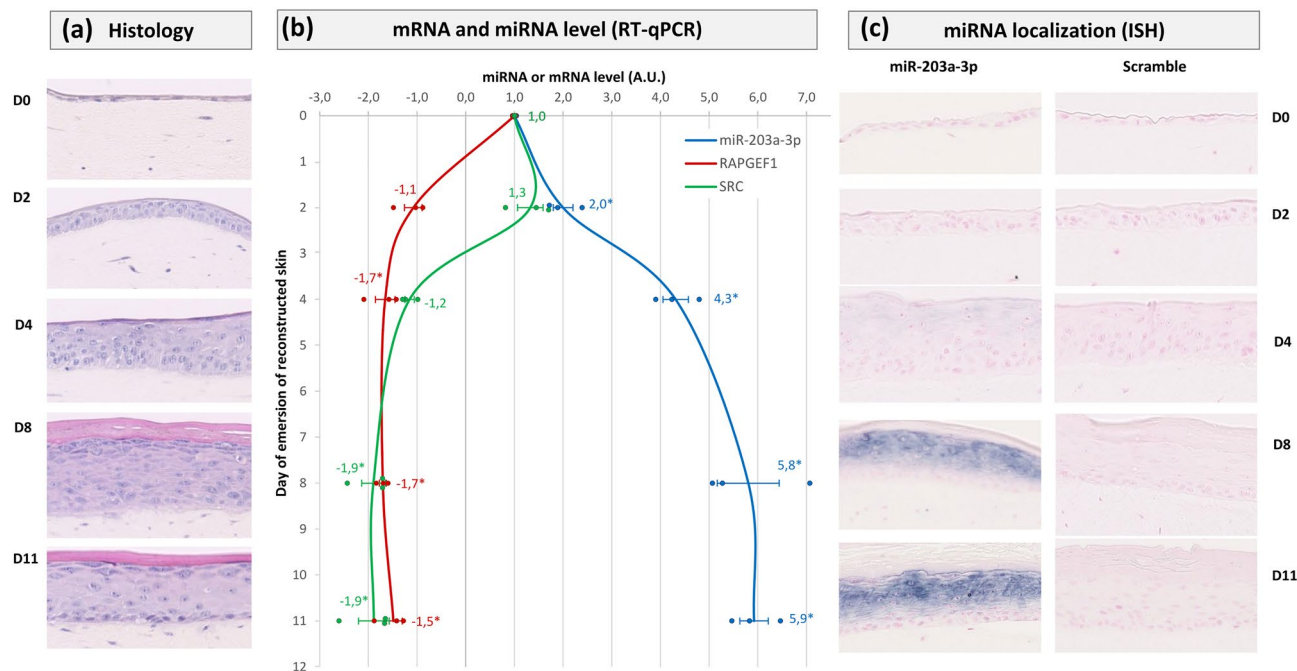 (a) Histology
D0
D2
D4
D8
D11
(b) mRNA and miRNA level (RT-qPCR)
miRNA or mRNA level (A.U.)
-3,0 -2,0 -1,0 0,0 1,0 2,0 3,0 4,0 5,0 6,0 7,0
Day of emersion of reconstructed skin
0
1
2
3
4
5
6
7
8
9
10
11
12
miR-203a-3p
RAPGEF1
SRC
1,0
-1,1 1,3 2,0*
-1,7* -1,2 4,3*
-1,9* -1,7* 5,8*
-1,9* -1,5* 5,9*
(c) miRNA localization (ISH)
miR-203a-3p Scramble
D0
D2
D4
D8
D11